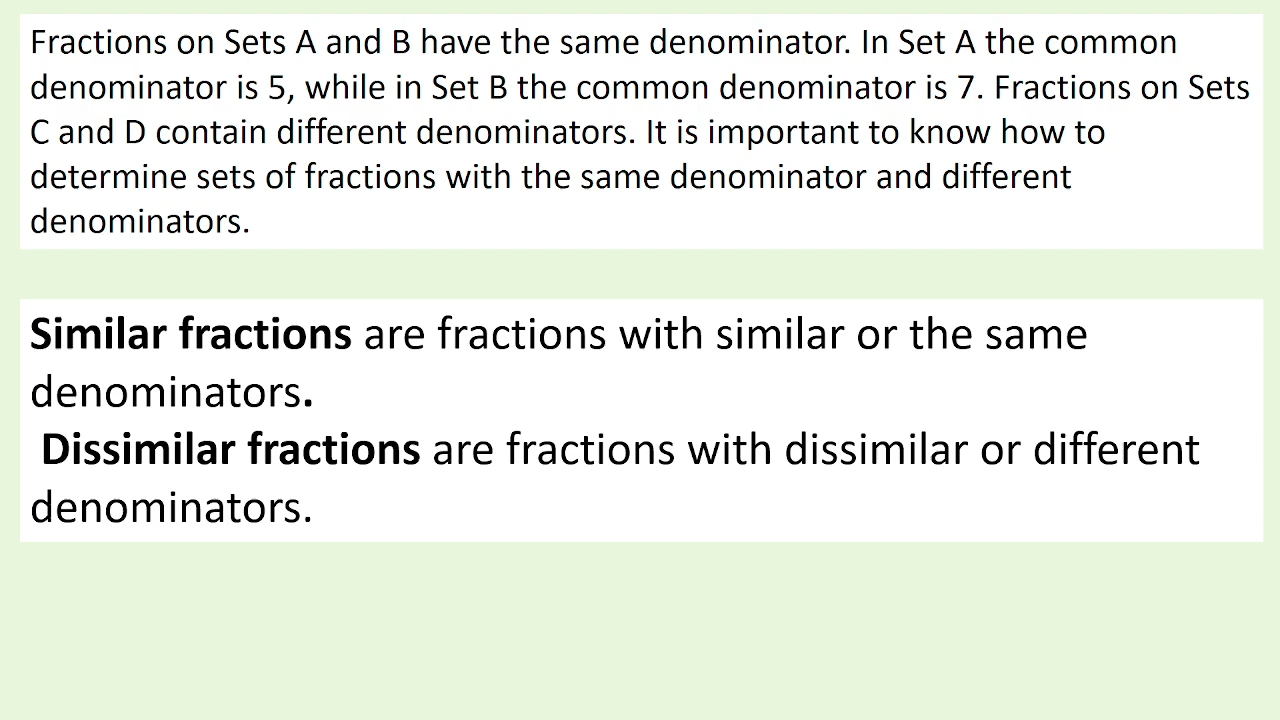 Fractions on Sets A and B have the same denominator. In Set A the common
denominator is 5, while in Set B the common denominator is 7. Fractions on Sets
C and D contain different denominators. It is important to know how to
determine sets of fractions with the same denominator and different
denominators.
Similar fractions are fractions with similar or the same
denominators.
Dissimilar fractions are fractions with dissimilar or different
denominators.